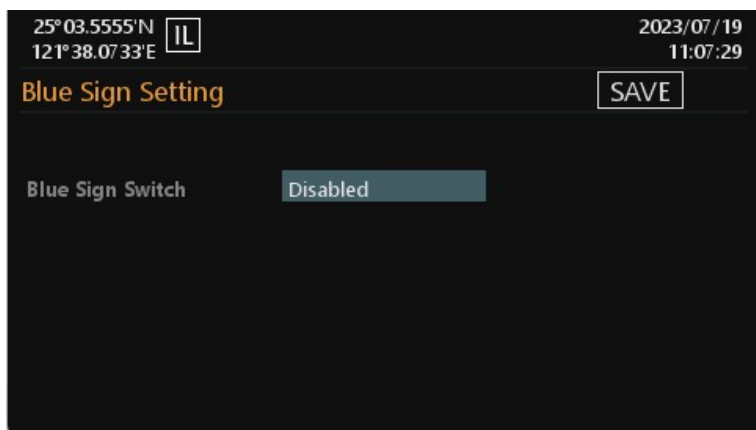 25°03.5555'N IL 2023/07/19
121°38.0733'E 11:07:29
Blue Sign Setting SAVE
Blue Sign Switch Disabled